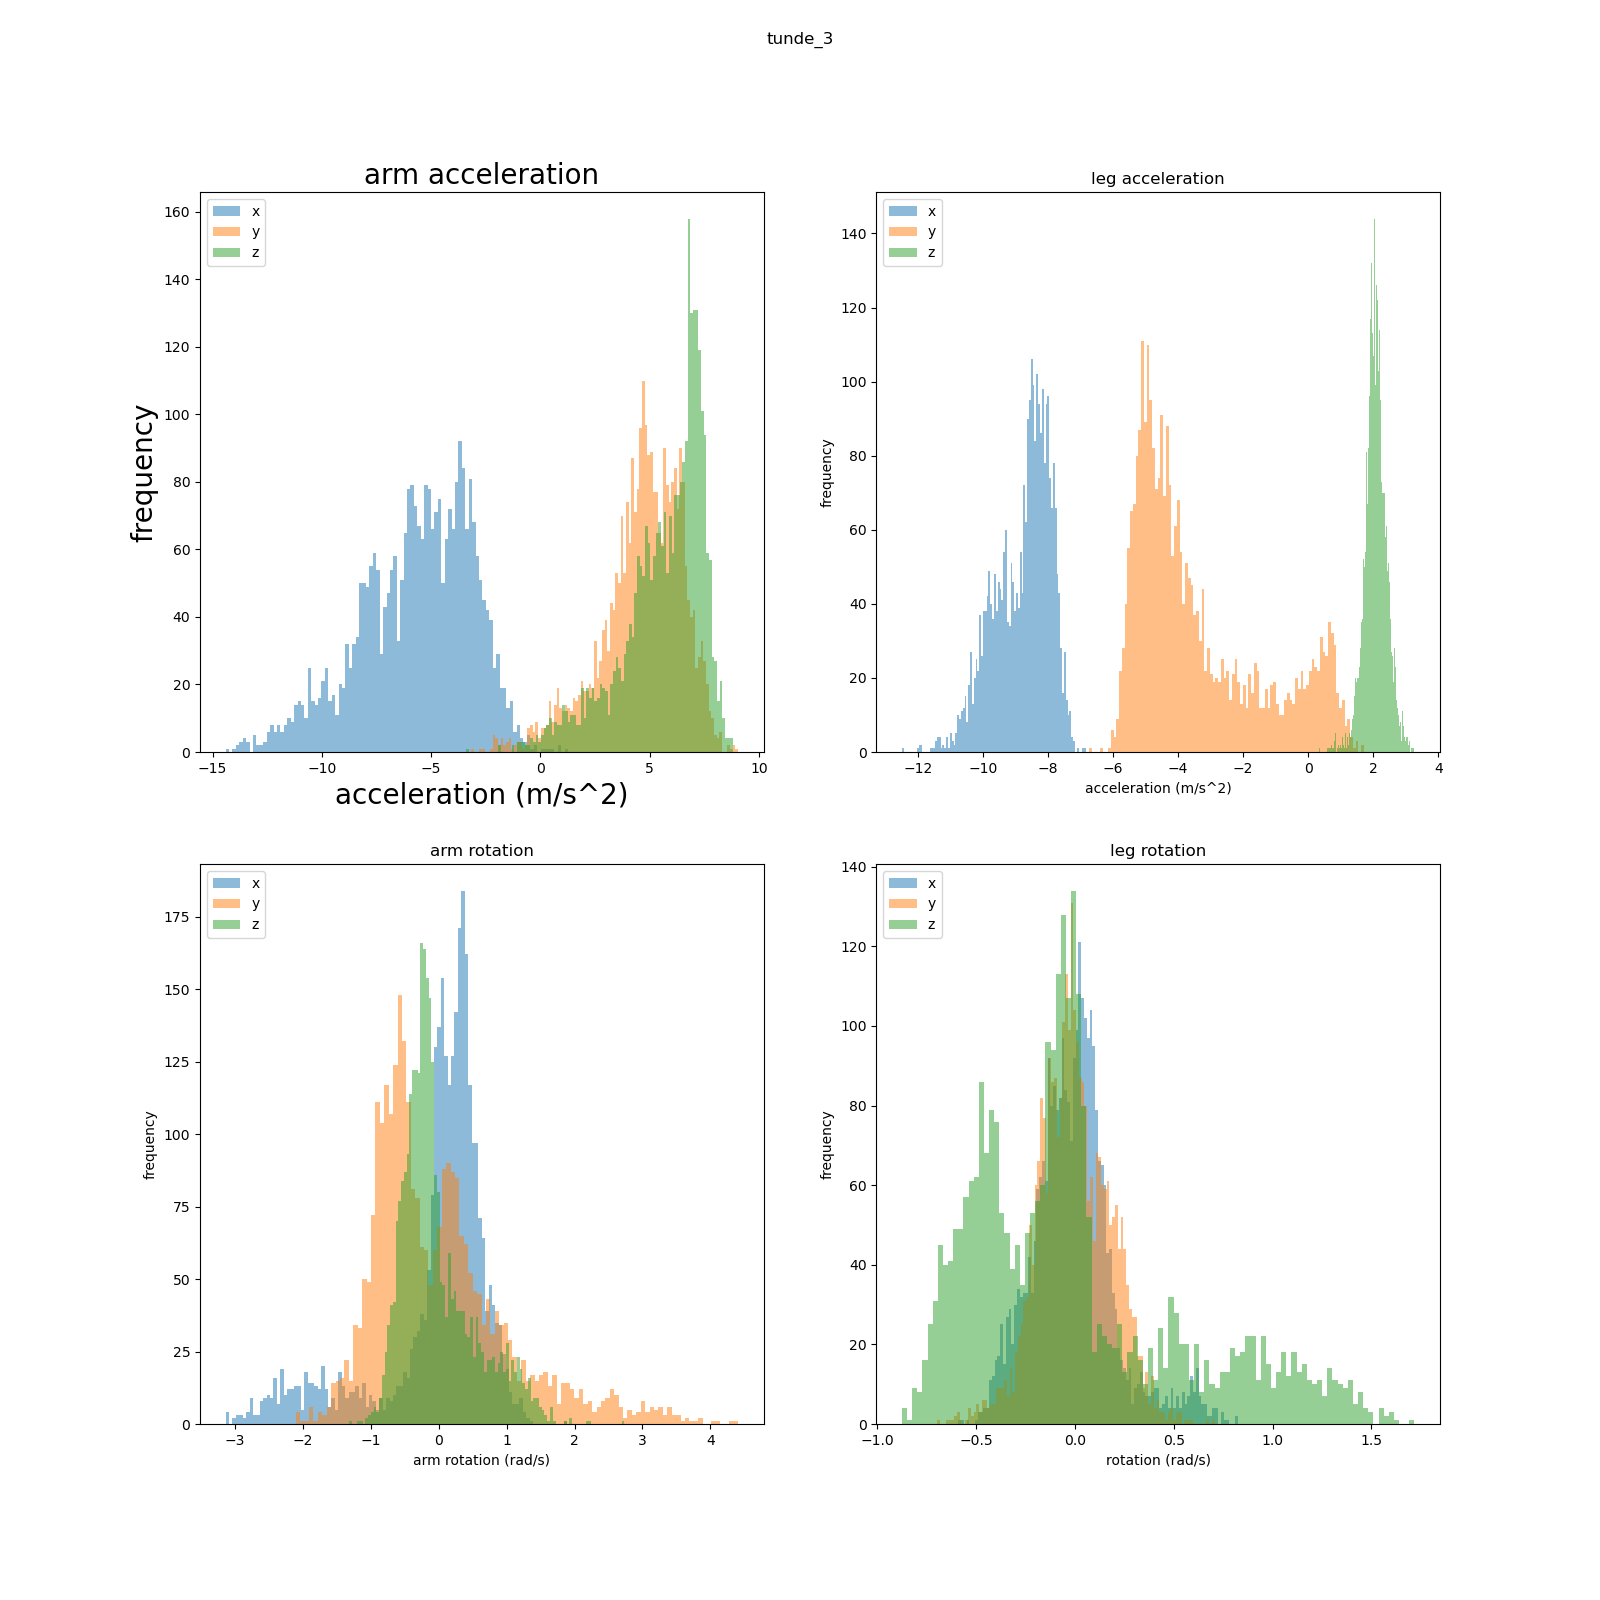 tunde_3
arm acceleration
x
y
z
160
140
120
100
80
60
40
20
0
−15
−10
−5
0
5
10
frequency
acceleration (m/s^2)
leg acceleration
x
y
z
140
120
100
80
60
40
20
0
−12
−10
−8
−6
−4
−2
0
2
4
frequency
acceleration (m/s^2)
arm rotation
x
y
z
175
150
125
100
75
50
25
0
−3
−2
−1
0
1
2
3
4
frequency
arm rotation (rad/s)
leg rotation
x
y
z
140
120
100
80
60
40
20
0
−1.0
−0.5
0.0
0.5
1.0
1.5
frequency
rotation (rad/s)